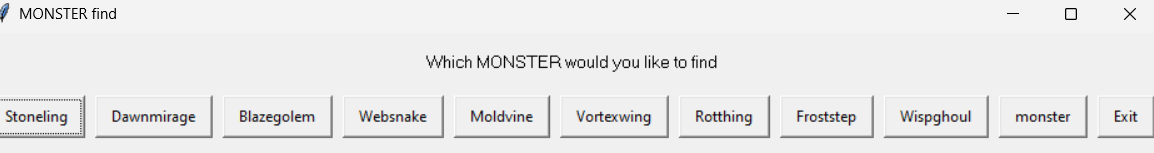 MONSTER find
Which MONSTER would you like to find
Stoneling Dawnmirage Blazegolem Websnake Moldvine Vortexwing Rotthing Froststep Wispghoul monster Exit